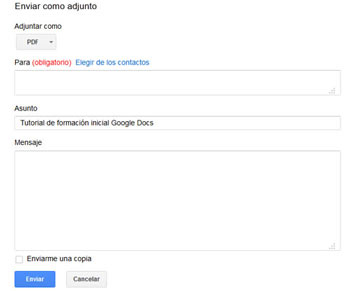 Enviar como adjunto
Adjuntar como
PDF
Para (obligatorio) Elegir de los contactos
Asunto
Tutorial de formación inicial Google Docs
Mensaje
Enviarme una copia
Enviar Cancelar